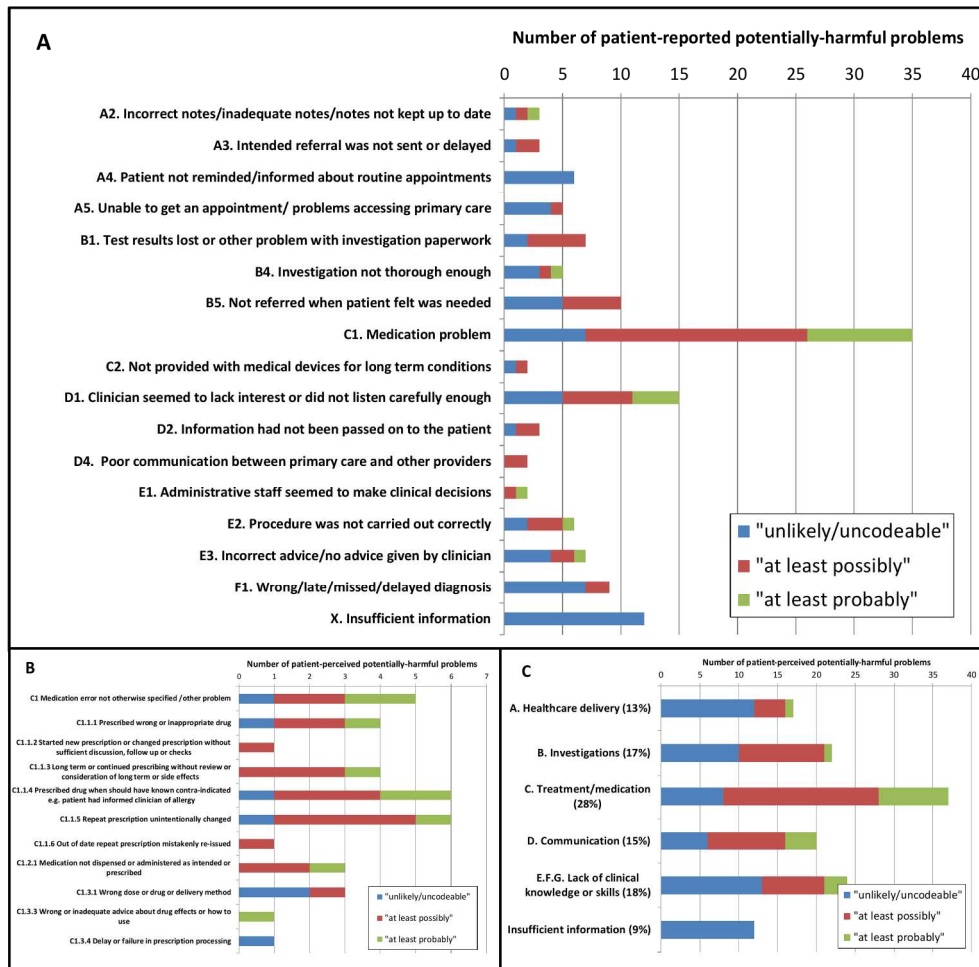 A
Number of patient-reported potentially-harmful problems
0 5 10 15 20 25 30 35 40
A2. Incorrect notes/inadequate notes/notes not kept up to date
A3. Intended referral was not sent or delayed
A4. Patient not reminded/informed about routine appointments
A5. Unable to get an appointment/ problems accessing primary care
B1. Test results lost or other problem with investigation paperwork
B4. Investigation not thorough enough
B5. Not referred when patient felt was needed
C1. Medication problem
C2. Not provided with medical devices for long term conditions
D1. Clinician seemed to lack interest or did not listen carefully enough
D2. Information had not been passed on to the patient
D4. Poor communication between primary care and other providers
E1. Administrative staff seemed to make clinical decisions
E2. Procedure was not carried out correctly
E3. Incorrect advice/no advice given by clinician
F1. Wrong/late/missed/delayed diagnosis
X. Insufficient information
"unlikely/uncodeable"
"at least possibly"
"at least probably"
B
Number of patient-perceived potentially-harmful problems
0 1 2 3 4 5 6 7
C1 Medication error not otherwise specified /other problem
C1.1.1 Prescribed wrong or inappropriate drug
C1.1.2 Started new prescription or changed prescription without
sufficient discussion, follow up or checks
C1.1.3 Long term or continued prescribing without review or
consideration of long term or side effects
C1.1.4 Prescribed drug when should have known contra-indicated
e.g. patient had informed clinician of allergy
C1.1.5 Repeat prescription unintentionally changed
C1.1.6 Out of date repeat prescription mistakenly re-issued
C1.2.1 Medication not dispensed or administered as intended or
prescribed
C1.3.1 Wrong dose or drug or delivery method
C1.3.3 Wrong or inadequate advice about drug effects or how to
use
C1.3.4 Delay or failure in prescription processing
"unlikely/uncodeable"
"at least possibly"
"at least probably"
C
Number of patient-perceived potentially-harmful problems
0 5 10 15 20 25 30 35 40
A. Healthcare delivery (13%)
B. Investigations (17%)
C. Treatment/medication
(28%)
D. Communication (15%)
E.F.G. Lack of clinical
knowledge or skills (18%)
Insufficient information (9%)
"unlikely/uncodeable"
"at least possibly"
"at least probably"